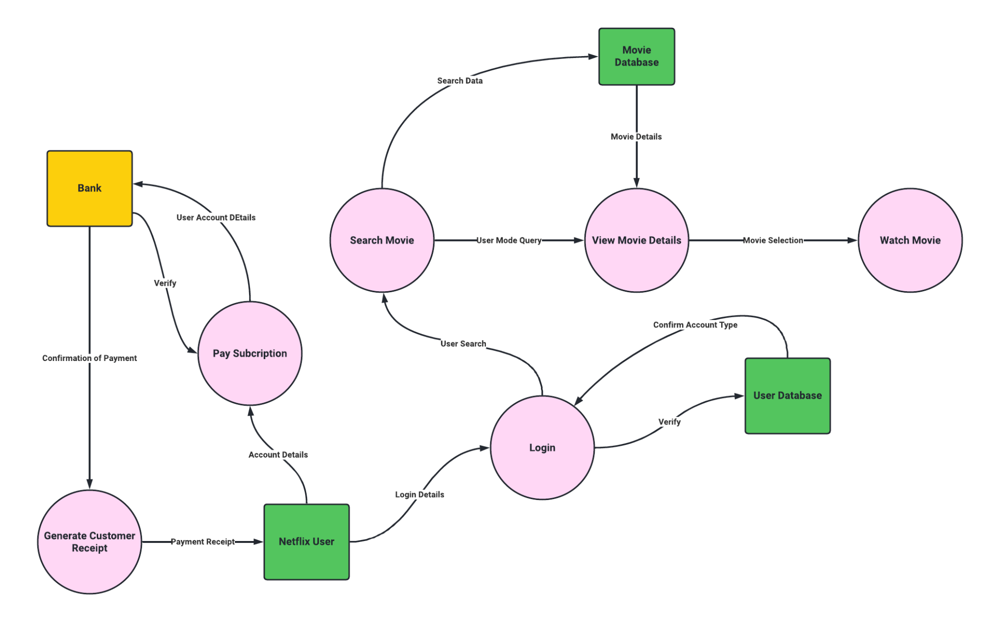 Movie
Database
Search Data
Movie Details
Bank
User Account DEtails
Search Movie
User Mode Query
View Movie Details
Movie Selection
Watch Movie
Verify
Confirm Account Type
User Search
Pay Subcription
Confirmation of Payment
User Database
Verify
Login
Account Details
Login Details
Generate Customer
Receipt
Payment Receipt
Netflix User